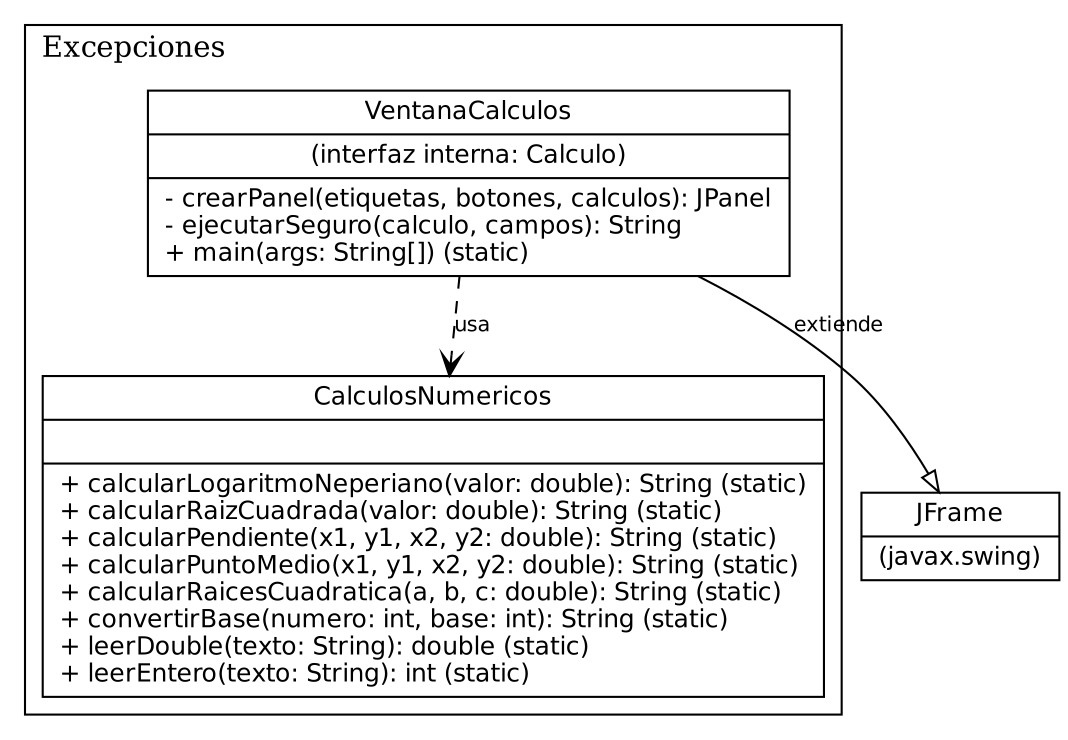 Excepciones
VentanaCalculos
(interfaz interna: Calculo)
- crearPanel(etiquetas, botones, calculos): JPanel
- ejecutarSeguro(calculo, campos): String
+ main(args: String[]) (static)
usa
extiende
CalculosNumericos
+ calcularLogaritmoNeperiano(valor: double): String (static)
+ calcularRaizCuadrada(valor: double): String (static)
+ calcularPendiente(x1, y1, x2, y2: double): String (static)
+ calcularPuntoMedio(x1, y1, x2, y2: double): String (static)
+ calcularRaicesCuadratica(a, b, c: double): String (static)
+ convertirBase(numero: int, base: int): String (static)
+ leerDouble(texto: String): double (static)
+ leerEntero(texto: String): int (static)
JFrame
(javax.swing)